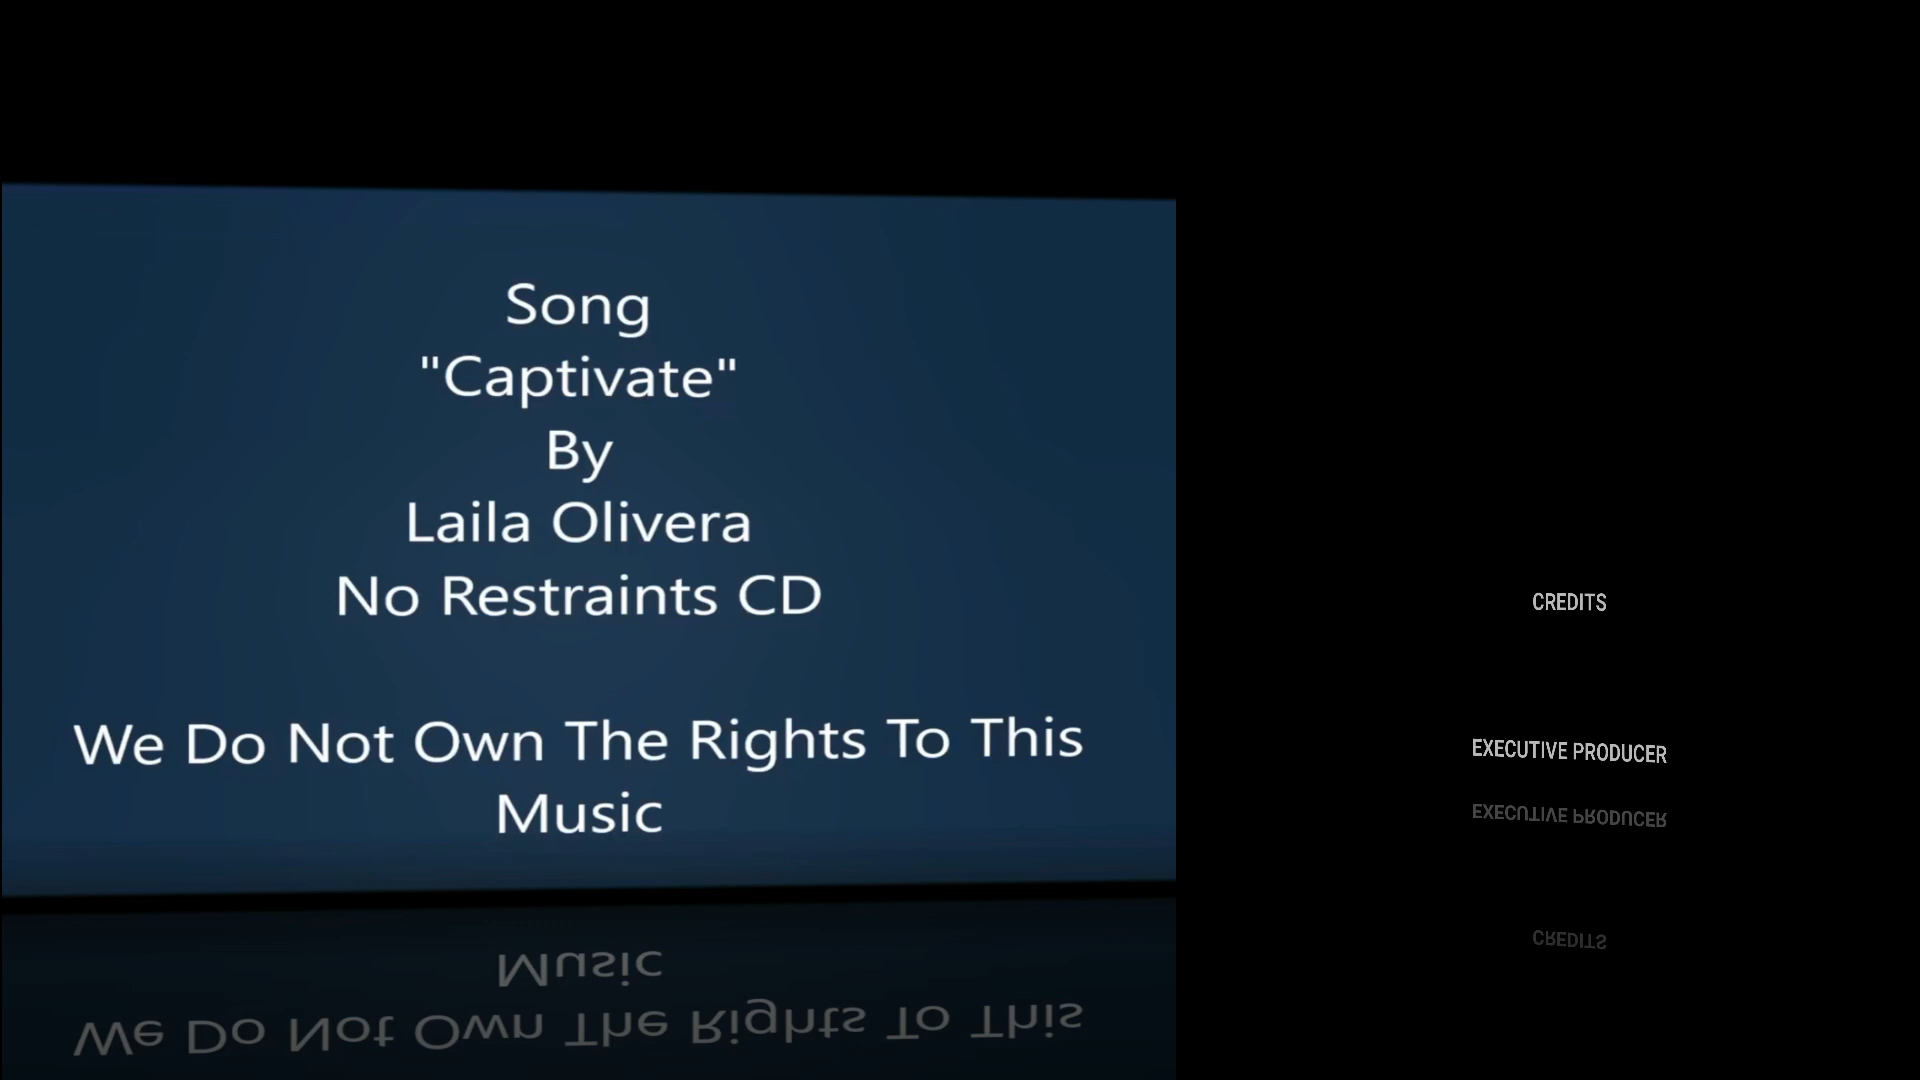 Song
"Captivate"
By
Laila Olivera
No Restraints CD
We Do Not Own The Rights To This
Music
CREDITS
EXECUTIVE PRODUCER